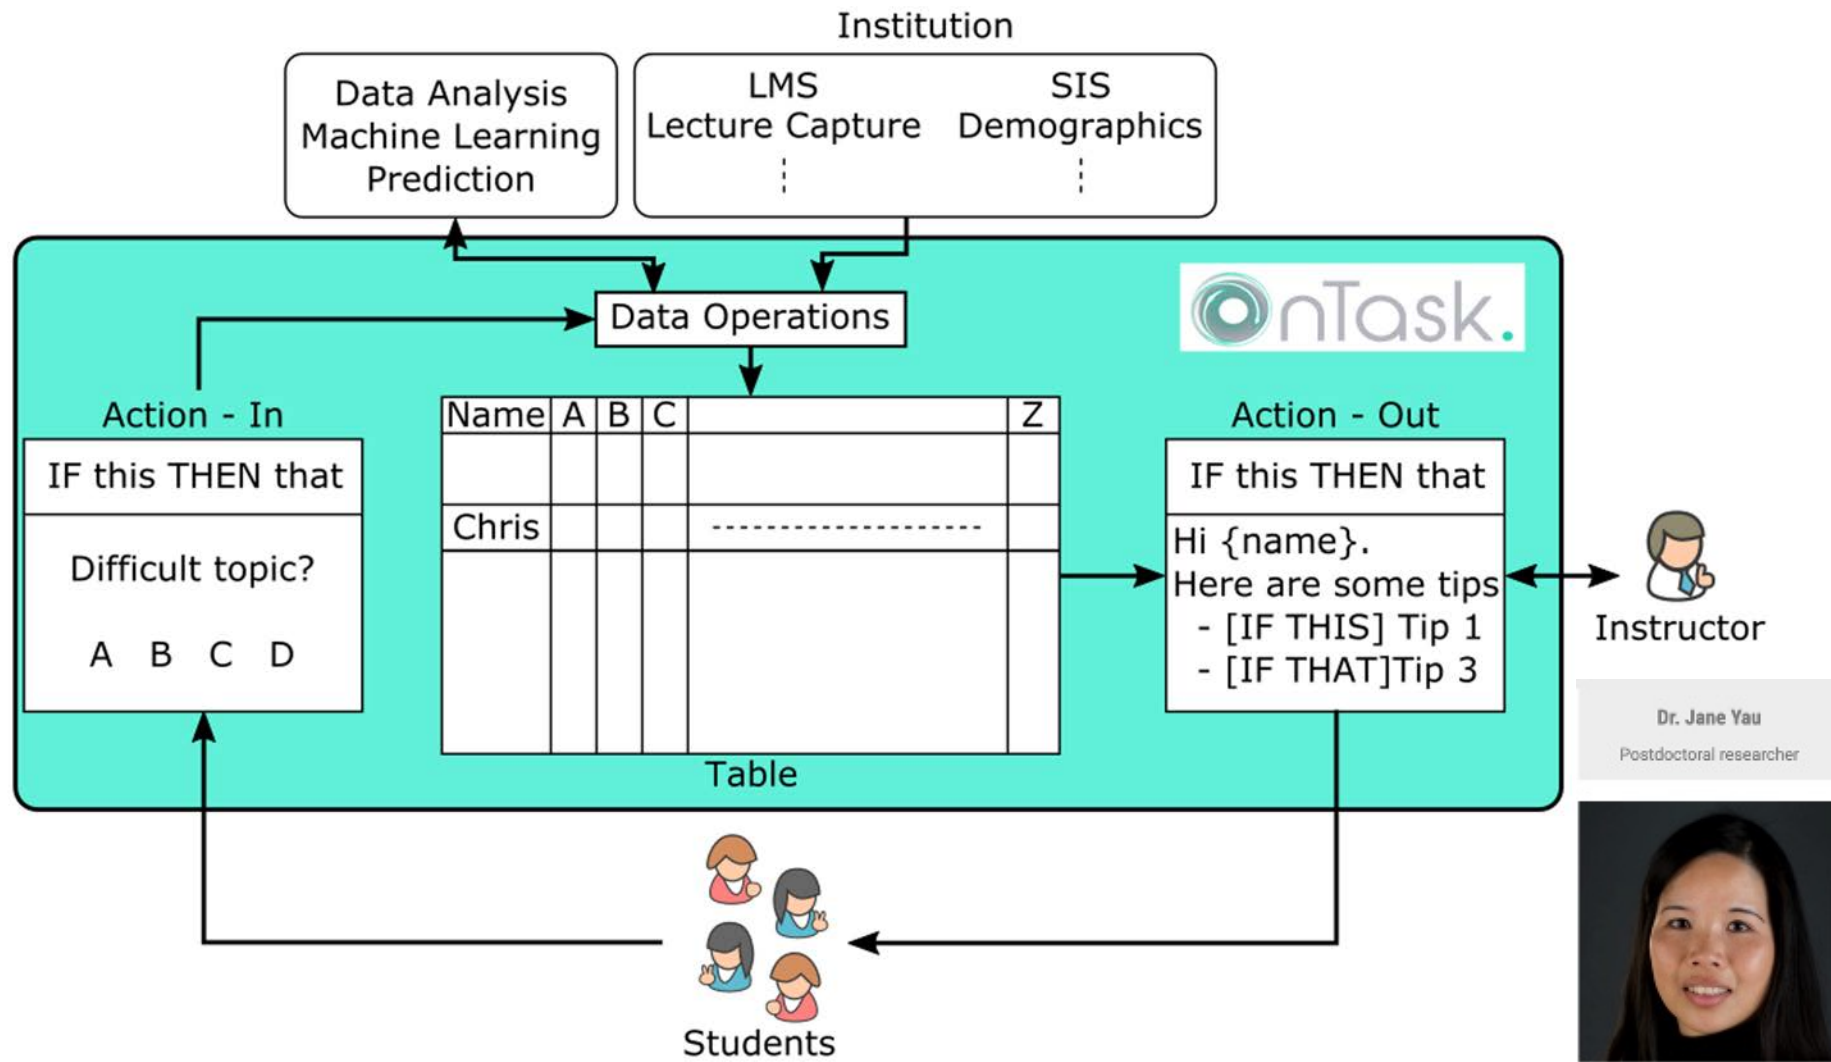 Institution
Data Analysis
Machine Learning
Prediction
LMS
Lecture Capture
SIS
Demographics
OnTask.
Data Operations
Action - In
IF this THEN that
Difficult topic?
A B C D
Name A B C Z
Chris
Table
Action - Out
IF this THEN that
Hi {name}.
Here are some tips
- [IF THIS] Tip 1
- [IF THAT]Tip 3
Instructor
Dr. Jane Yau
Postdoctoral researcher
Students